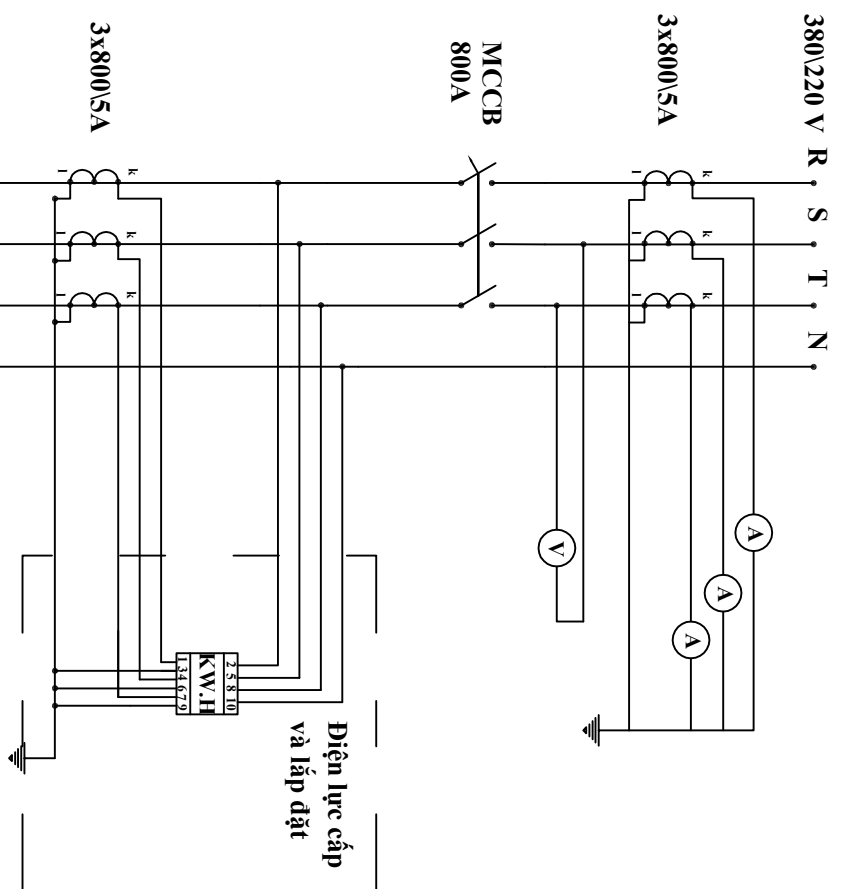 380\220 V
R
S
T
N
3x800\5A
k
l
k
l
k
l
A
A
A
MCCB
800A
V
3x800\5A
k
l
k
l
k
l
2 5 8 10
KW.H
1 3 4 6 7 9
Điện lực cấp
và lắp đặt